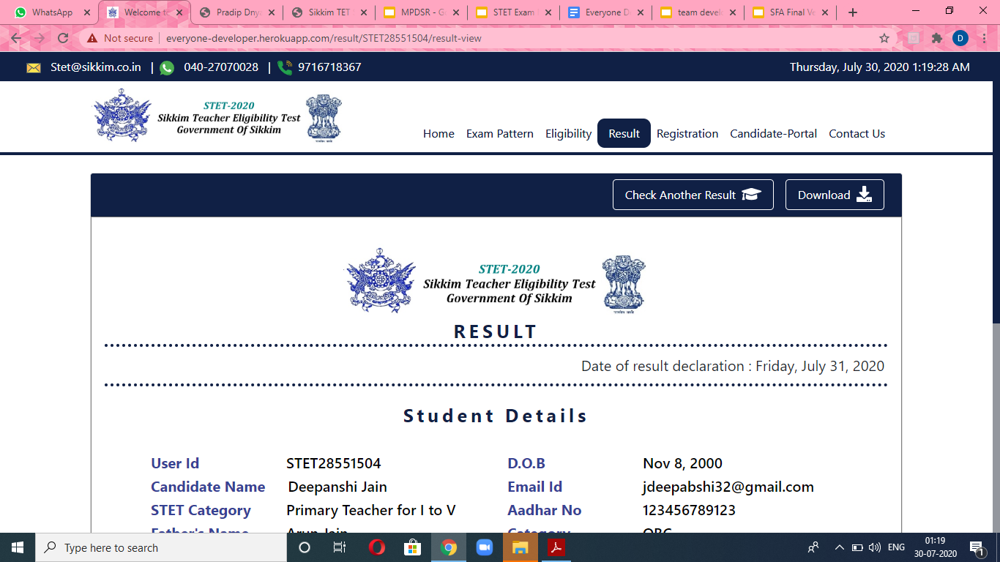 WhatsApp
Welcome to
Pradip Dny
Sikkim TET
MPDSR - G
STET Exam
Everyone D
team devel
SFA Final Ve
Not secure
everyone-developer.herokuapp.com/result/STET28551504/result-view
D
Stet@sikkim.co.in | 040-27070028 | 9716718367
Thursday, July 30, 2020 1:19:28 AM
STET-2020
Sikkim Teacher Eligibility Test
Government Of Sikkim
Home Exam Pattern Eligibility Result Registration Candidate-Portal Contact Us
Check Another Result
Download
STET-2020
Sikkim Teacher Eligibility Test
Government Of Sikkim
RESULT
Date of result declaration : Friday, July 31, 2020
Student Details
User Id STET28551504 D.O.B Nov 8, 2000
Candidate Name Deepanshi Jain Email Id jdeepabshi32@gmail.com
STET Category Primary Teacher for I to V Aadhar No 123456789123
Father's Name Arun Jain Category OBC
Type here to search
ENG
01:19
30-07-2020
1